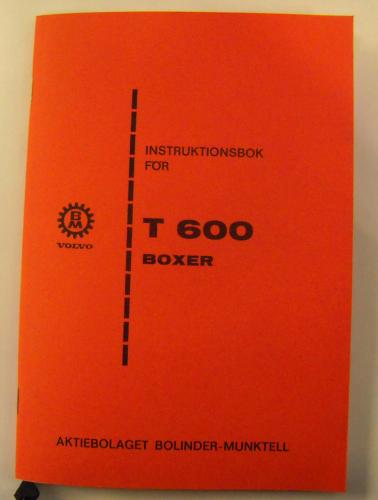 INSTRUKTIONSBOK
FÖR
BM
VOLVO
T 600
BOXER
AKTIEBOLAGET BOLINDER-MUNKTELL